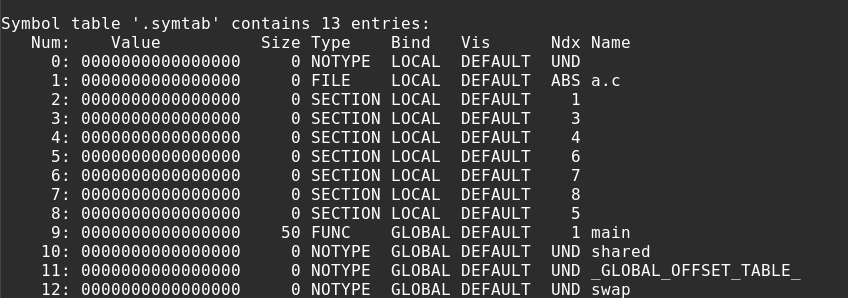 Symbol table '.symtab' contains 13 entries:
   Num:    Value          Size Type    Bind   Vis      Ndx Name
     0: 0000000000000000     0 NOTYPE  LOCAL  DEFAULT  UND
     1: 0000000000000000     0 FILE    LOCAL  DEFAULT  ABS a.c
     2: 0000000000000000     0 SECTION LOCAL  DEFAULT    1
     3: 0000000000000000     0 SECTION LOCAL  DEFAULT    3
     4: 0000000000000000     0 SECTION LOCAL  DEFAULT    4
     5: 0000000000000000     0 SECTION LOCAL  DEFAULT    6
     6: 0000000000000000     0 SECTION LOCAL  DEFAULT    7
     7: 0000000000000000     0 SECTION LOCAL  DEFAULT    8
     8: 0000000000000000     0 SECTION LOCAL  DEFAULT    5
     9: 0000000000000000    50 FUNC    GLOBAL DEFAULT    1 main
    10: 0000000000000000     0 NOTYPE  GLOBAL DEFAULT  UND shared
    11: 0000000000000000     0 NOTYPE  GLOBAL DEFAULT  UND _GLOBAL_OFFSET_TABLE_
    12: 0000000000000000     0 NOTYPE  GLOBAL DEFAULT  UND swap